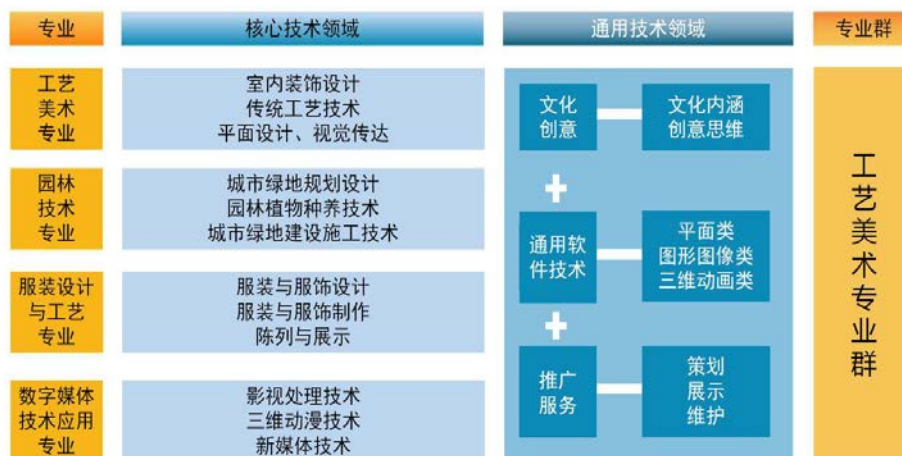 专业
核心技术领域
通用技术领域
专业群
工艺
美术
专业
室内装饰设计
传统工艺技术
平面设计、视觉传达
园林
技术
专业
城市绿地规划设计
园林植物种养技术
城市绿地建设施工技术
服装设计
与工艺
专业
服装与服饰设计
服装与服饰制作
陈列与展示
数字媒体
技术应用
专业
影视处理技术
三维动漫技术
新媒体技术
文化
创意
文化内涵
创意思维
+
通用软
件技术
平面类
图形图像类
三维动画类
+
推广
服务
策划
展示
维护
工艺美术专业群